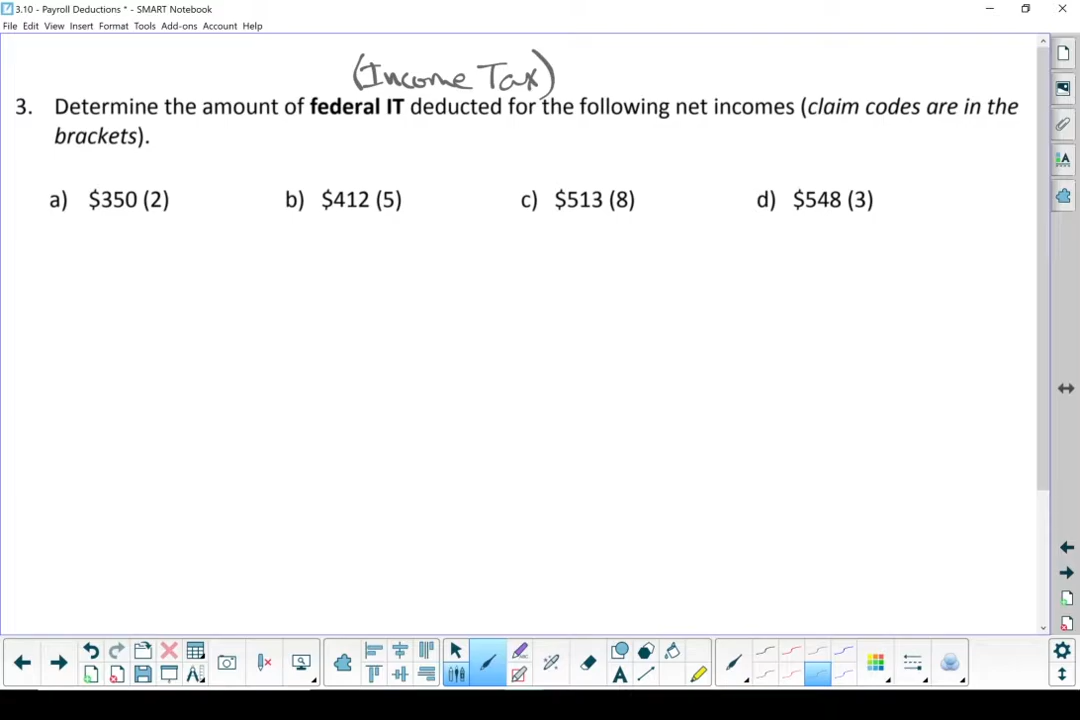 3.10 - Payroll Deductions * - SMART Notebook
File Edit View Insert Format Tools Add-ons Account Help
(Income Tax)
3. Determine the amount of federal IT deducted for the following net incomes (claim codes are in the
brackets).
a) $350 (2) b) $412 (5) c) $513 (8) d) $548 (3)